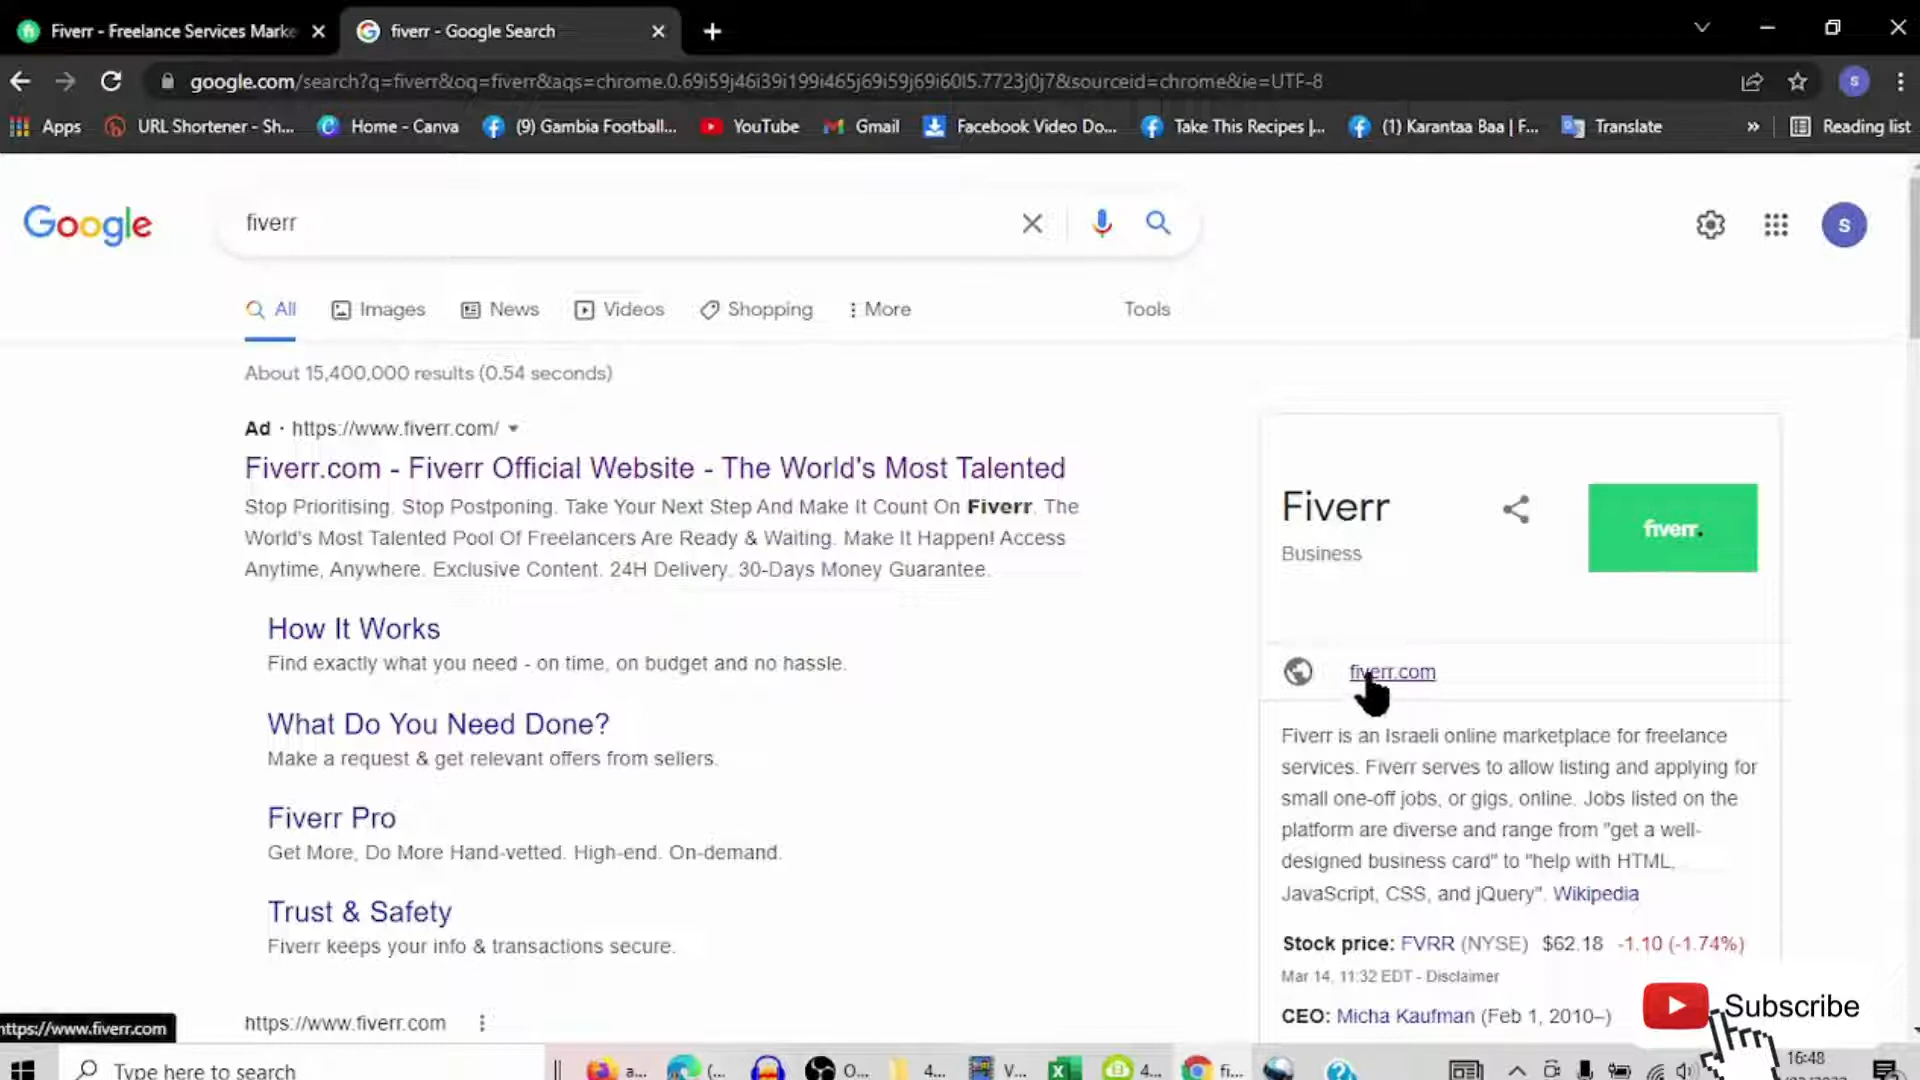 Fiverr - Freelance Services Marke
fiverr - Google Search
google.com/search?q=fiverr&oq=fiverr&aqs=chrome.0.69i59j46i39i199i465j69i59j69i60l5.7723j0j7&sourceid=chrome&ie=UTF-8
S
Apps URL Shortener - Sh... Home - Canva (9) Gambia Football... YouTube Gmail Facebook Video Do... Take This Recipes |... (1) Karantaa Baa | F... Translate » Reading list
Google
fiverr
S
All Images News Videos Shopping More Tools
About 15,400,000 results (0.54 seconds)
Ad · https://www.fiverr.com/
Fiverr.com - Fiverr Official Website - The World's Most Talented
Stop Prioritising. Stop Postponing. Take Your Next Step And Make It Count On Fiverr. The
World's Most Talented Pool Of Freelancers Are Ready & Waiting. Make It Happen! Access
Anytime, Anywhere. Exclusive Content. 24H Delivery. 30-Days Money Guarantee.
How It Works
Find exactly what you need - on time, on budget and no hassle.
What Do You Need Done?
Make a request & get relevant offers from sellers.
Fiverr Pro
Get More, Do More Hand-vetted. High-end. On-demand.
Trust & Safety
Fiverr keeps your info & transactions secure.
https://www.fiverr.com
Fiverr
Business
fiverr.
fiverr.com
Fiverr is an Israeli online marketplace for freelance
services. Fiverr serves to allow listing and applying for
small one-off jobs, or gigs, online. Jobs listed on the
platform are diverse and range from "get a well-
designed business card" to "help with HTML,
JavaScript, CSS, and jQuery". Wikipedia
Stock price: FVRR (NYSE) $62.18 -1.10 (-1.74%)
Mar 14, 11:32 EDT - Disclaimer
CEO: Micha Kaufman (Feb 1, 2010–)
Subscribe
https://www.fiverr.com
Type here to search
a... (... O... 4... V... 4... fi...
16:48